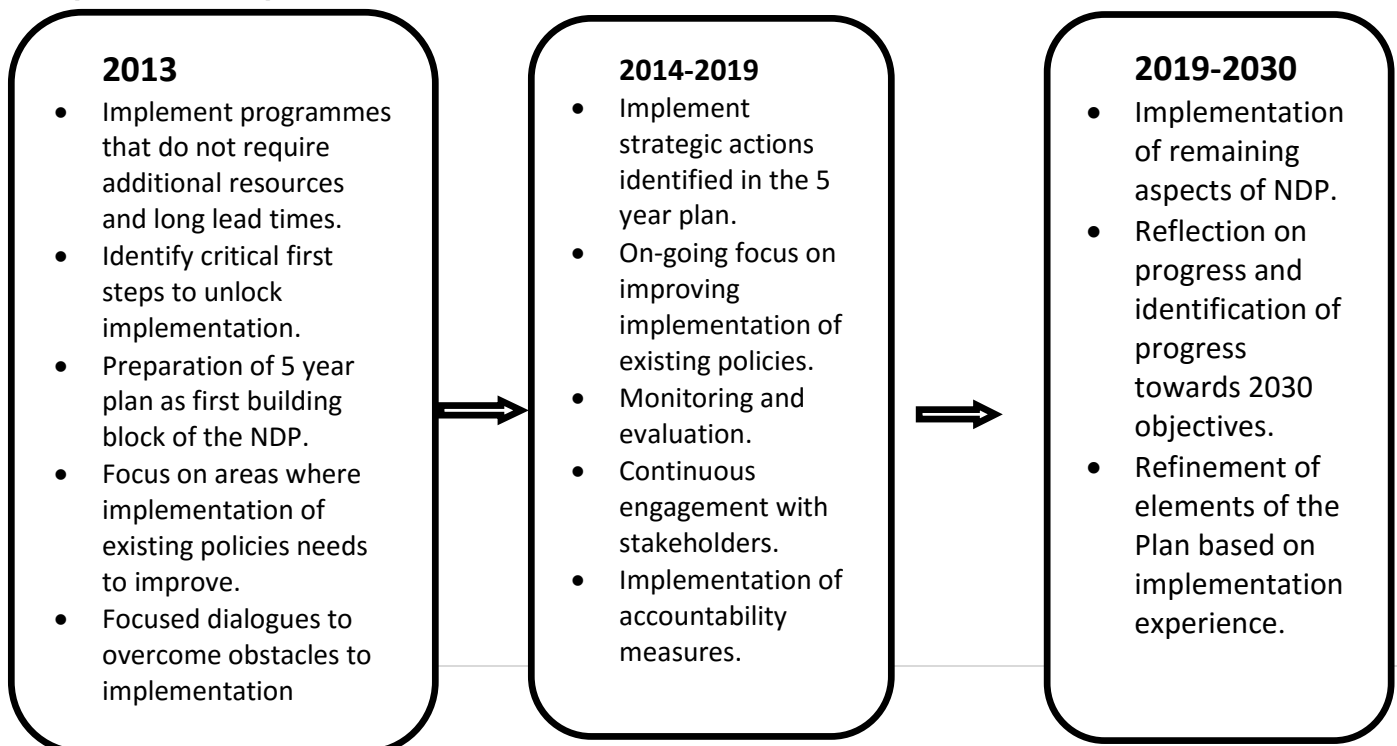 2013
• Implement programmes
that do not require
additional resources
and long lead times.
• Identify critical first
steps to unlock
implementation.
• Preparation of 5 year
plan as first building
block of the NDP.
• Focus on areas where
implementation of
existing policies needs
to improve.
• Focused dialogues to
overcome obstacles to
implementation
2014-2019
• Implement
strategic actions
identified in the 5
year plan.
• On-going focus on
improving
implementation of
existing policies.
• Monitoring and
evaluation.
• Continuous
engagement with
stakeholders.
• Implementation of
accountability
measures.
2019-2030
• Implementation
of remaining
aspects of NDP.
• Reflection on
progress and
identification of
progress
towards 2030
objectives.
• Refinement of
elements of the
Plan based on
implementation
experience.